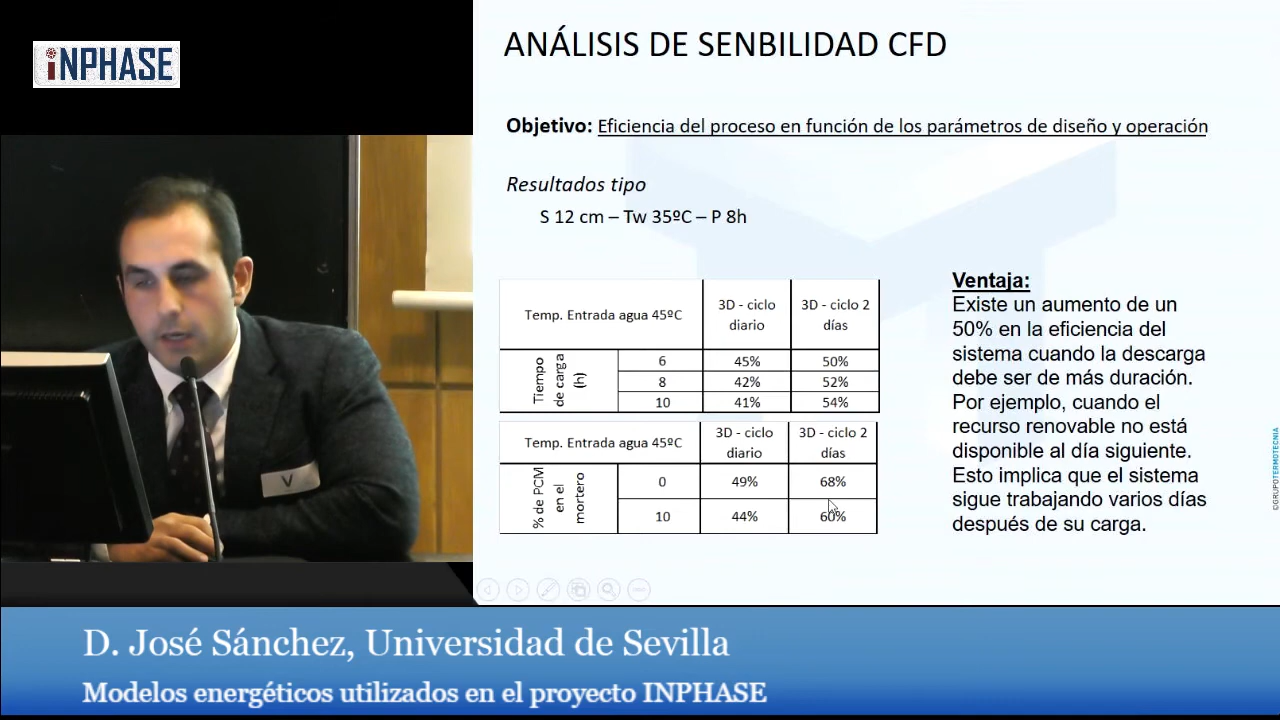 iNPHASE
ANÁLISIS DE SENBILIDAD CFD
Objetivo: Eficiencia del proceso en función de los parámetros de diseño y operación
Resultados tipo
S 12 cm – Tw 35ºC – P 8h
Temp. Entrada agua 45ºC
3D - ciclo
diario
3D - ciclo 2
días
Tiempo
de carga
(h)
6 45% 50%
8 42% 52%
10 41% 54%
Temp. Entrada agua 45ºC
3D - ciclo
diario
3D - ciclo 2
días
% de PCM
en el
mortero
0 49% 68%
10 44% 60%
Ventaja:
Existe un aumento de un
50% en la eficiencia del
sistema cuando la descarga
debe ser de más duración.
Por ejemplo, cuando el
recurso renovable no está
disponible al día siguiente.
Esto implica que el sistema
sigue trabajando varios días
después de su carga.
©GRUPOTERMOTECNIA
V
D. José Sánchez, Universidad de Sevilla
Modelos energéticos utilizados en el proyecto INPHASE